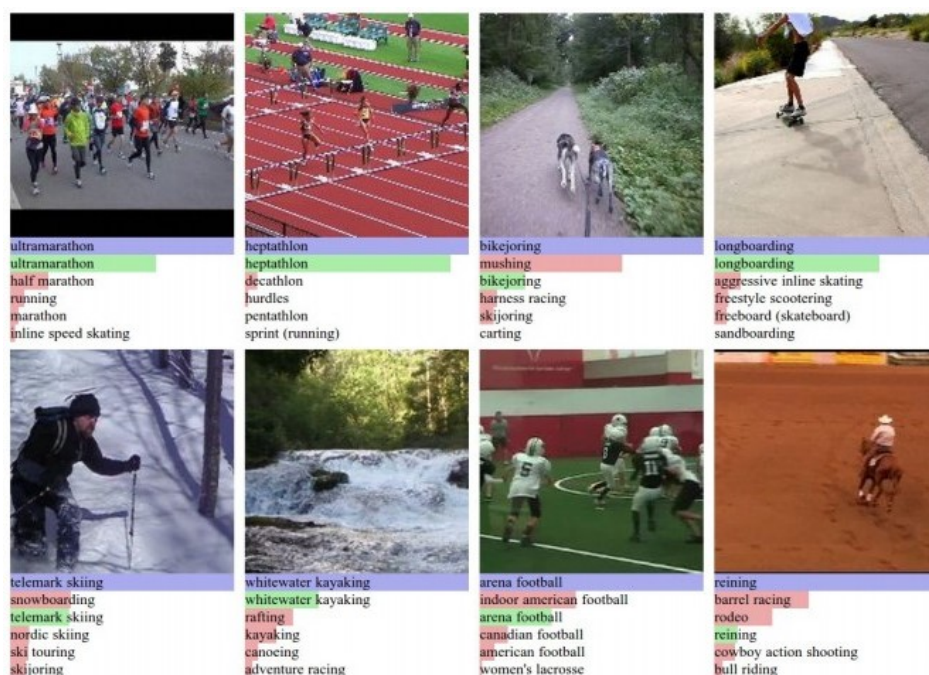 ultramarathon
ultramarathon
half marathon
running
marathon
inline speed skating
heptathlon
heptathlon
decathlon
hurdles
pentathlon
sprint (running)
bikejoring
mushing
bikejoring
harness racing
skijoring
carting
longboarding
longboarding
aggressive inline skating
freestyle scootering
freeboard (skateboard)
sandboarding
telemark skiing
snowboarding
telemark skiing
nordic skiing
ski touring
skijoring
whitewater kayaking
whitewater kayaking
rafting
kayaking
canoeing
adventure racing
arena football
indoor american football
arena football
canadian football
american football
women's lacrosse
reining
barrel racing
rodeo
reining
cowboy action shooting
bull riding
5
11